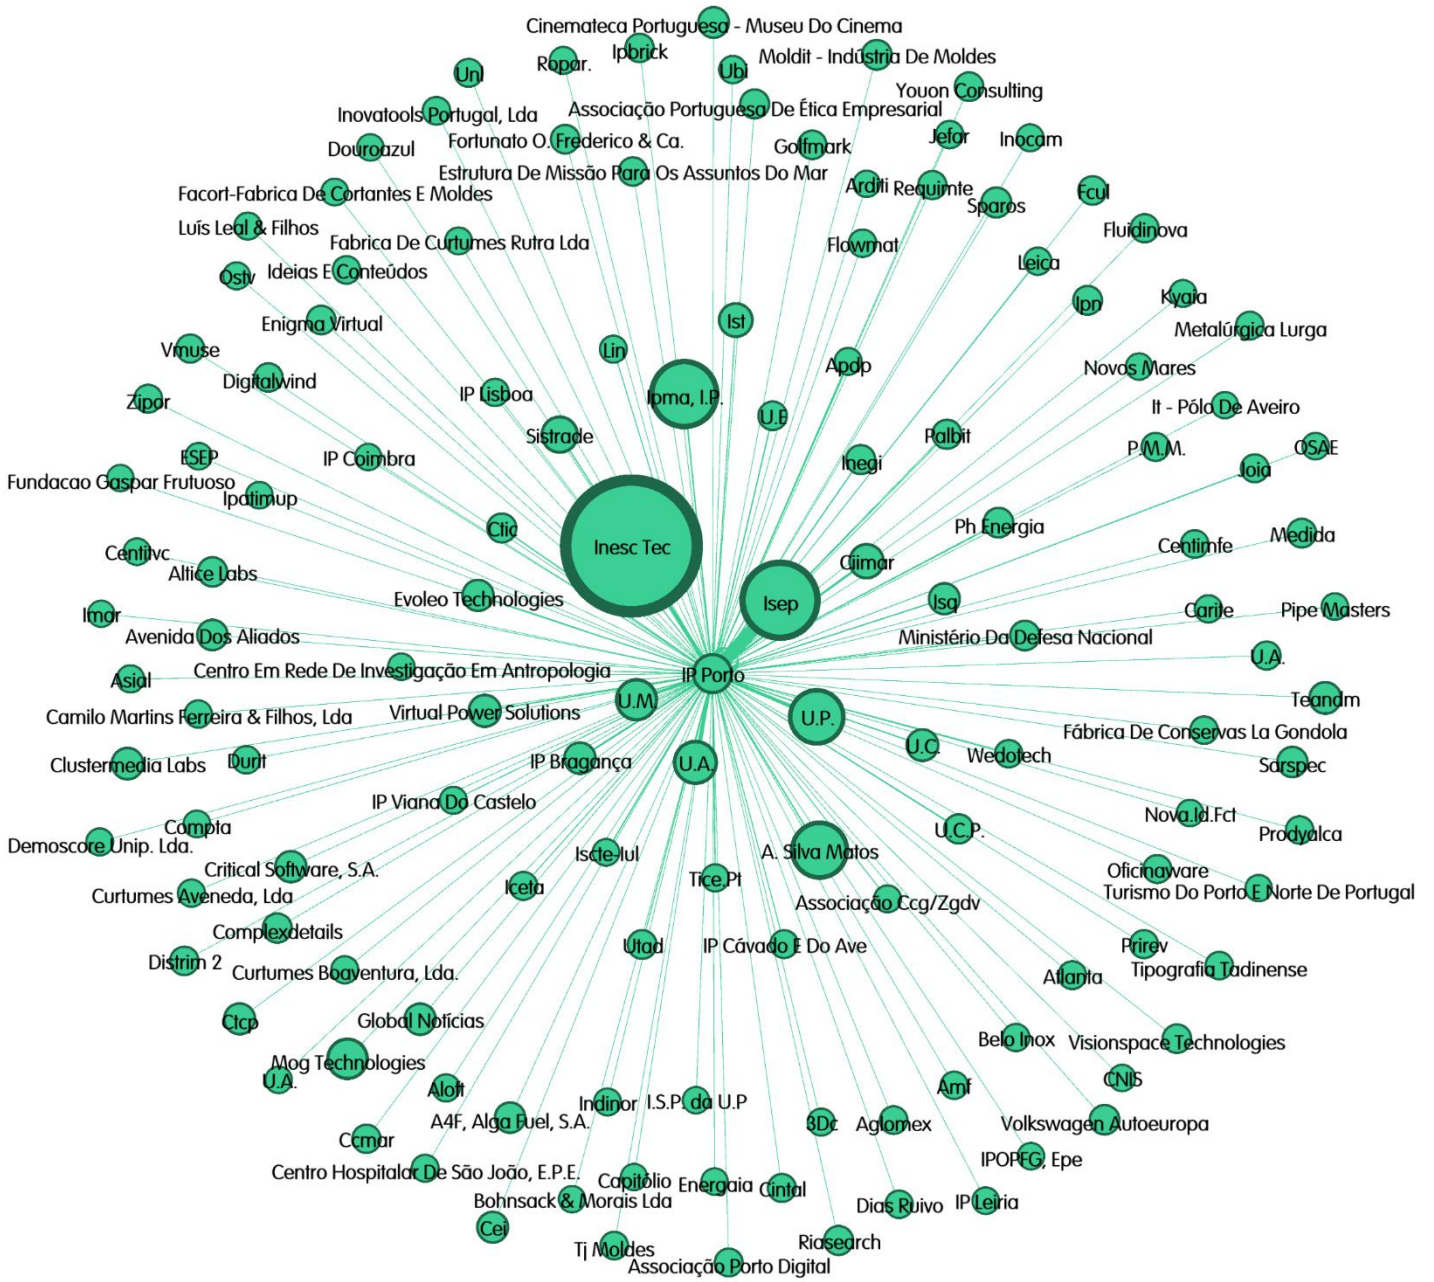 Cinemateca Portuguesa - Museu Do Cinema
Ipbrick
Ropar.
Unl
Ubi
Moldit - Indústria De Moldes
Youon Consulting
Inovatools Portugal, Lda
Associação Portuguesa De Ética Empresarial
Douroazul
Fortunato O. Frederico & Ca.
Golfmark
Jefar
Inocam
Estrutura De Missão Para Os Assuntos Do Mar
Facort-Fabrica De Cortantes E Moldes
Arditi
Requimte
Sparos
Fcul
Luís Leal & Filhos
Fabrica De Curtumes Rutra Lda
Flowmat
Fluidinova
Ostv
Ideias E Conteúdos
Leica
Enigma Virtual
Ist
Ipn
Kyaia
Metalúrgica Lurga
Vmuse
Lin
Digitalwind
Apdp
Novos Mares
Zipor
IP Lisboa
Ipma, I.P.
U.E
It - Pólo De Aveiro
Sistrade
Palbit
P.M.M.
OSAE
ESEP
IP Coimbra
Inegi
Joia
Fundacao Gaspar Frutuoso
Ipatimup
Ctic
Ph Energia
Medida
Inesc Tec
Centimfe
Centitvc
Altice Labs
Ciimar
Evoleo Technologies
Isep
Isq
Carite
Pipe Masters
Imar
Avenida Dos Aliados
Ministério Da Defesa Nacional
U.A.
Centro Em Rede De Investigação Em Antropologia
IP Porto
Asial
U.M.
Teandm
Camilo Martins Ferreira & Filhos, Lda
Virtual Power Solutions
U.P.
Fábrica De Conservas La Gondola
U.C.
Wedotech
Clustermedia Labs
Durit
IP Bragança
U.A.
Sarspec
IP Viana Do Castelo
Nova.Id.Fct
Compta
U.C.P.
Prodyalca
Demoscore Unip. Lda.
Iscte-Iul
A. Silva Matos
Critical Software, S.A.
Oficinaware
Curtumes Aveneda, Lda
Iceta
Tice.Pt
Associação Ccg/Zgdv
Turismo Do Porto E Norte De Portugal
Complexdetails
Utad
IP Cávado E Do Ave
Prirev
Distrim 2
Curtumes Boaventura, Lda.
Atlanta
Tipografia Tadinense
Ctcp
Global Notícias
Belo Inox
Visionspace Technologies
Mog Technologies
U.A.
Aloft
Amf
CNIS
Indinor
I.S.P. da U.P
A4F, Alga Fuel, S.A.
3Dc
Aglomex
Volkswagen Autoeuropa
Ccmar
IPOPFG, Epe
Centro Hospitalar De São João, E.P.E.
Capitólio
Energaia
Cintal
Bohnsack & Morais Lda
Dias Ruivo
IP Leiria
Cei
Tj Moldes
Riasearch
Associação Porto Digital